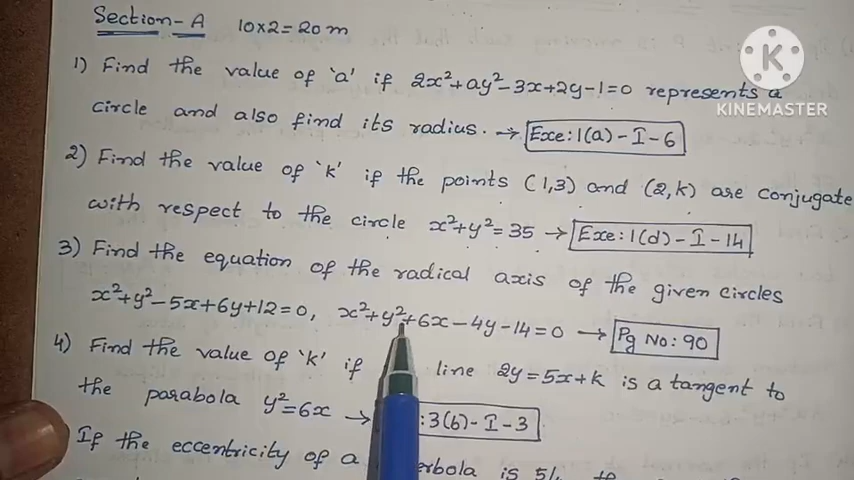 Section-A 10x2=20m
K
KINEMASTER
1) Find the value of 'a' if 2x²+ay²-3x+2y-1=0 represents a
circle and also find its radius. → Exe:1(a)-I-6
2) Find the value of 'k' if the points (1,3) and (2,k) are conjugate
with respect to the circle x²+y²=35 → Exe:1(d)-I-14
3) Find the equation of the radical axis of the given circles
x²+y²-5x+6y+12=0, x²+y²+6x-4y-14=0 → Pg No:90
4) Find the value of 'k' if line 2y=5x+k is a tangent to
the parabola y²=6x → :3(b)-I-3
If the eccentricity of a is 5/4